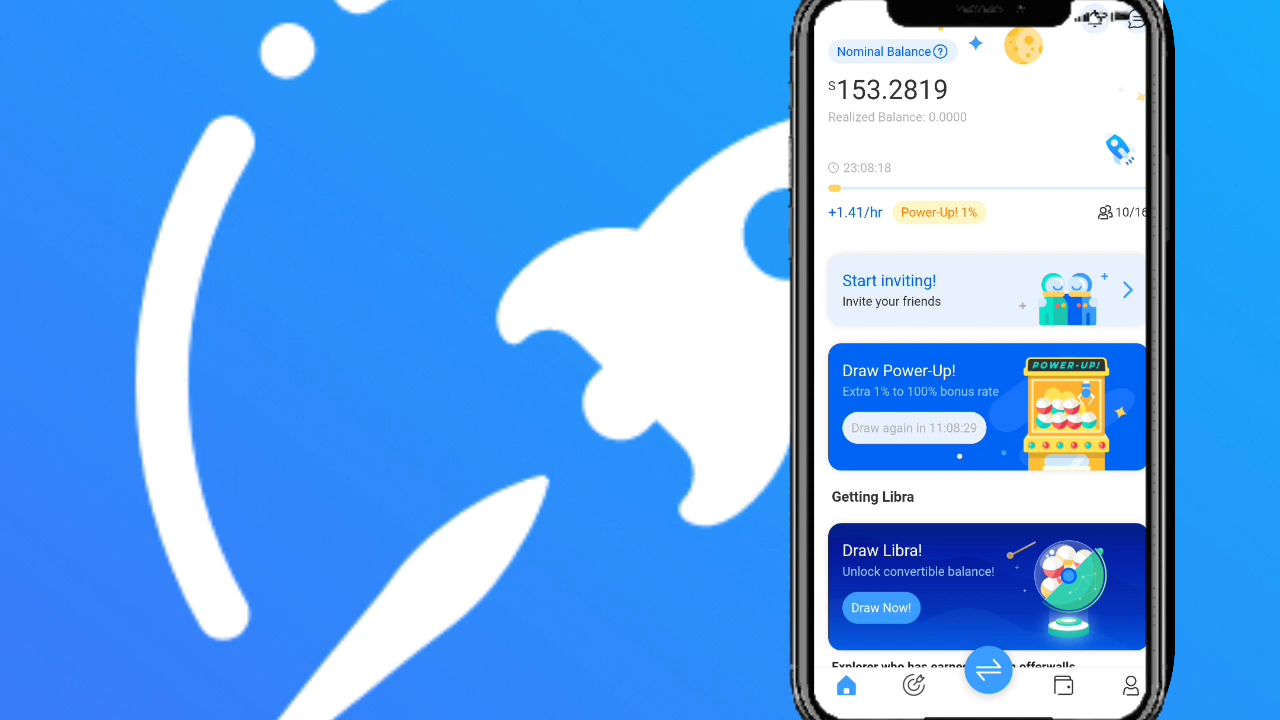 Nominal Balance ?
S 153.2819
Realized Balance: 0.0000
23:08:18
+1.41/hr Power-Up! 1% 10/16
Start inviting!
Invite your friends
Draw Power-Up!
Extra 1% to 100% bonus rate
Draw again in 11:08:29
POWER-UP!
Getting Libra
Draw Libra!
Unlock convertible balance!
Draw Now!
Explorer who has offerwalls